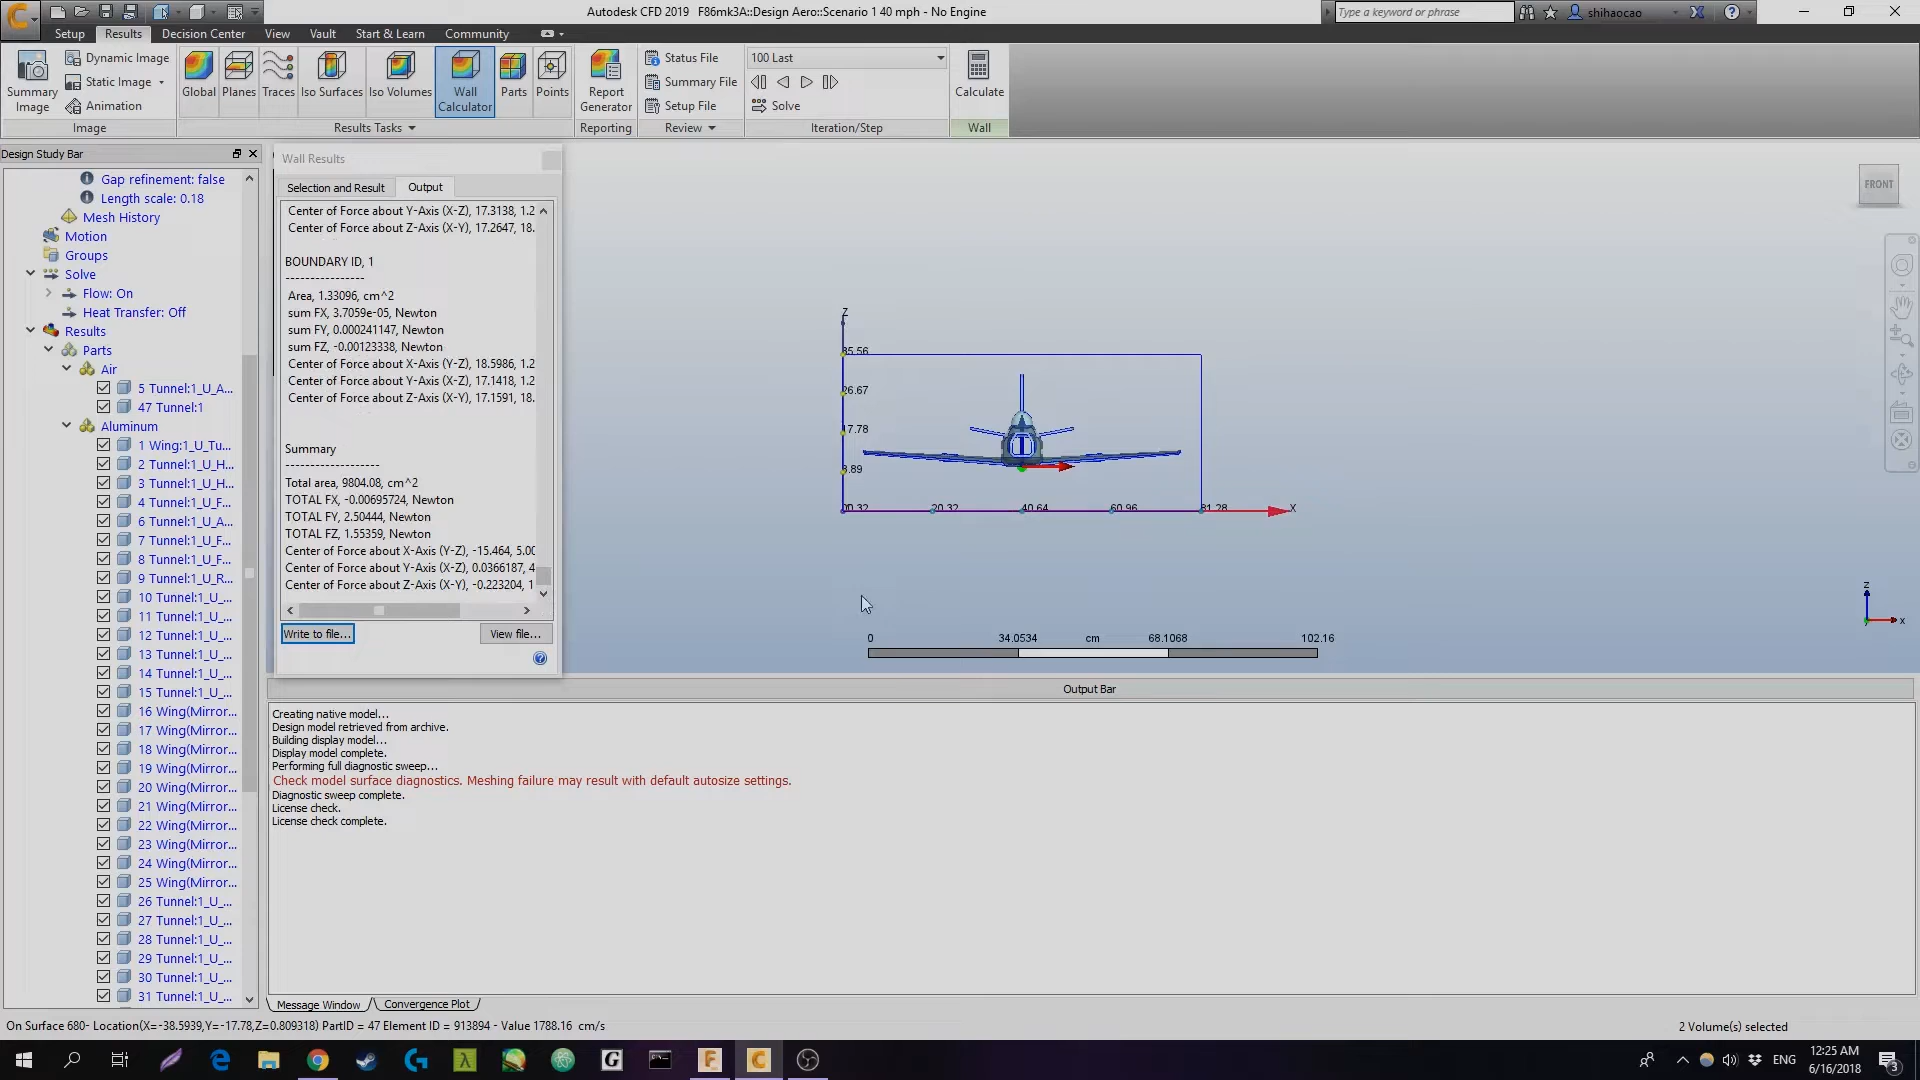 Autodesk CFD 2019 F86mk3A::Design Aero::Scenario 1 40 mph - No Engine
Type a keyword or phrase
shihaocao
Setup Results Decision Center View Vault Start & Learn Community
Summary Image
Dynamic Image
Static Image
Animation
Global Planes Traces Iso Surfaces Iso Volumes Wall Calculator Parts Points
Report Generator
Status File
Summary File
Setup File
100 Last
Solve
Calculate
Image Results Tasks Reporting Review Iteration/Step Wall
Design Study Bar
Gap refinement: false
Length scale: 0.18
Mesh History
Motion
Groups
Solve
Flow: On
Heat Transfer: Off
Results
Parts
Air
5 Tunnel:1_U_A...
47 Tunnel:1
Aluminum
1 Wing:1_U_Tu...
2 Tunnel:1_U_H...
3 Tunnel:1_U_H...
4 Tunnel:1_U_F...
6 Tunnel:1_U_A...
7 Tunnel:1_U_F...
8 Tunnel:1_U_F...
9 Tunnel:1_U_R...
10 Tunnel:1_U_...
11 Tunnel:1_U_...
12 Tunnel:1_U_...
13 Tunnel:1_U_...
14 Tunnel:1_U_...
15 Tunnel:1_U_...
16 Wing(Mirror...
17 Wing(Mirror...
18 Wing(Mirror...
19 Wing(Mirror...
20 Wing(Mirror...
21 Wing(Mirror...
22 Wing(Mirror...
23 Wing(Mirror...
24 Wing(Mirror...
25 Wing(Mirror...
26 Tunnel:1_U_...
27 Tunnel:1_U_...
28 Tunnel:1_U_...
29 Tunnel:1_U_...
30 Tunnel:1_U_...
31 Tunnel:1_U_...
Wall Results
Selection and Result Output
Center of Force about Y-Axis (X-Z), 17.3138, 1.2
Center of Force about Z-Axis (X-Y), 17.2647, 18.
BOUNDARY ID, 1
----------------
Area, 1.33096, cm^2
sum FX, 3.7059e-05, Newton
sum FY, 0.000241147, Newton
sum FZ, -0.00123338, Newton
Center of Force about X-Axis (Y-Z), 18.5986, 1.2
Center of Force about Y-Axis (X-Z), 17.1418, 1.2
Center of Force about Z-Axis (X-Y), 17.1591, 18.
Summary
-------------------
Total area, 9804.08, cm^2
TOTAL FX, -0.00695724, Newton
TOTAL FY, 2.50444, Newton
TOTAL FZ, 1.55359, Newton
Center of Force about X-Axis (Y-Z), -15.464, 5.00
Center of Force about Y-Axis (X-Z), 0.0366187, 4
Center of Force about Z-Axis (X-Y), -0.223204, 1
Write to file... View file...
FRONT
Z
35.56
26.67
17.78
8.89
20.32 40.64 60.96 81.28 X
z
x
0 34.0534 cm 68.1068 102.16
Output Bar
Creating native model...
Design model retrieved from archive.
Building display model...
Display model complete.
Performing full diagnostic sweep...
Check model surface diagnostics. Meshing failure may result with default autosize settings.
Diagnostic sweep complete.
License check.
License check complete.
Message Window Convergence Plot
On Surface 680- Location(X=-38.5939,Y=-17.78,Z=0.809318) PartID = 47 Element ID = 913894 - Value 1788.16 cm/s
2 Volume(s) selected
ENG
12:25 AM
6/16/2018
3